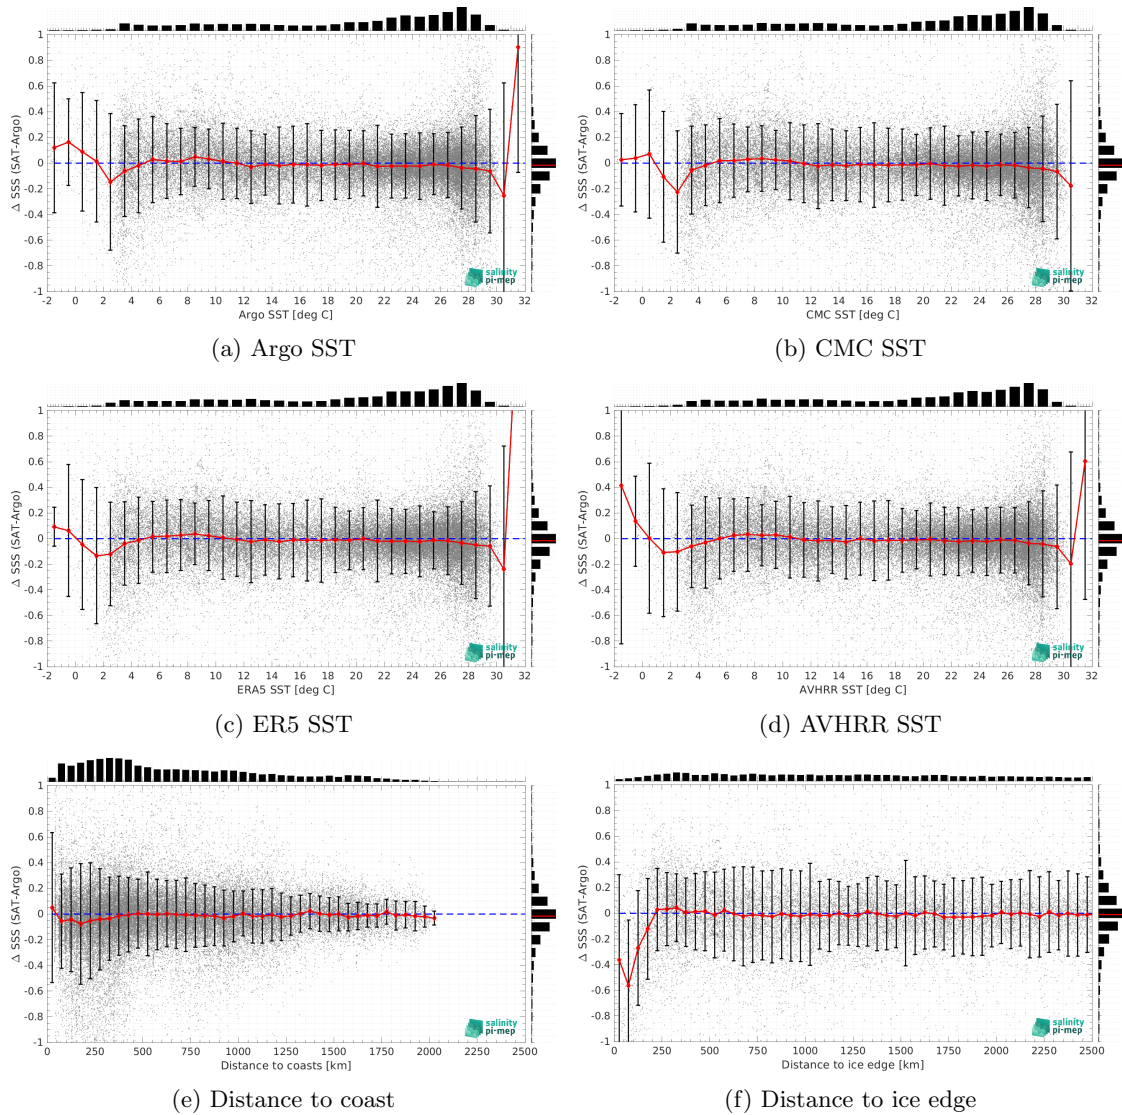 1
0.8
0.6
0.4
0.2
0
-0.2
-0.4
-0.6
-0.8
-1
Δ SSS (SAT-Argo)
salinity
pi-mep
-2 0 2 4 6 8 10 12 14 16 18 20 22 24 26 28 30 32
Argo SST [deg C]
(a) Argo SST
1
0.8
0.6
0.4
0.2
0
-0.2
-0.4
-0.6
-0.8
-1
Δ SSS (SAT-Argo)
salinity
pi-mep
-2 0 2 4 6 8 10 12 14 16 18 20 22 24 26 28 30 32
CMC SST [deg C]
(b) CMC SST
1
0.8
0.6
0.4
0.2
0
-0.2
-0.4
-0.6
-0.8
-1
Δ SSS (SAT-Argo)
salinity
pi-mep
-2 0 2 4 6 8 10 12 14 16 18 20 22 24 26 28 30 32
ERA5 SST [deg C]
(c) ER5 SST
1
0.8
0.6
0.4
0.2
0
-0.2
-0.4
-0.6
-0.8
-1
Δ SSS (SAT-Argo)
salinity
pi-mep
-2 0 2 4 6 8 10 12 14 16 18 20 22 24 26 28 30 32
AVHRR SST [deg C]
(d) AVHRR SST
1
0.8
0.6
0.4
0.2
0
-0.2
-0.4
-0.6
-0.8
-1
Δ SSS (SAT-Argo)
salinity
pi-mep
0 250 500 750 1000 1250 1500 1750 2000 2250 2500
Distance to coasts [km]
(e) Distance to coast
1
0.8
0.6
0.4
0.2
0
-0.2
-0.4
-0.6
-0.8
-1
Δ SSS (SAT-Argo)
salinity
pi-mep
0 250 500 750 1000 1250 1500 1750 2000 2250 2500
Distance to ice edge [km]
(f) Distance to ice edge